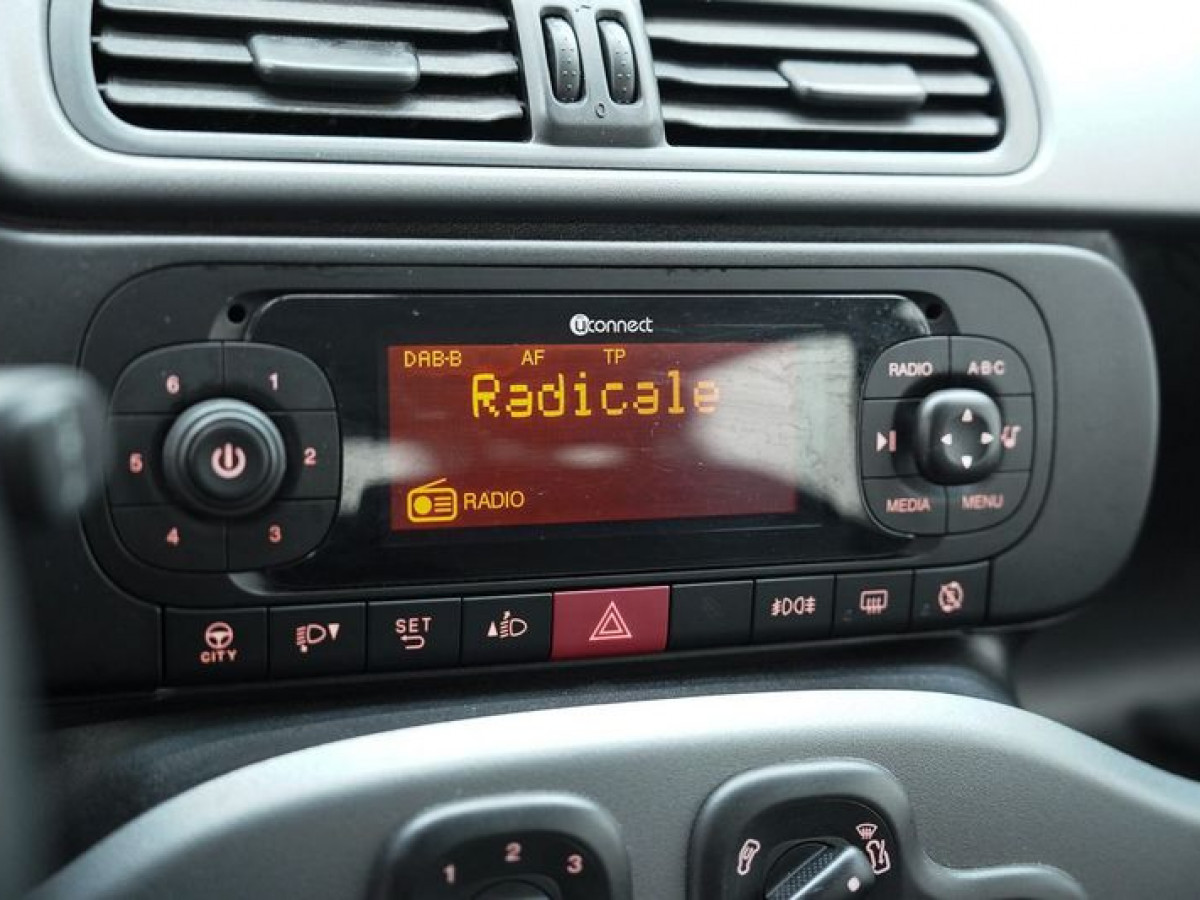 0
uconnect
DAB-B AF TP
Radicale
RADIO
6 1
5 2
4 3
RADIO A·B·C
MEDIA MENU
CITY
SET
1 2 3